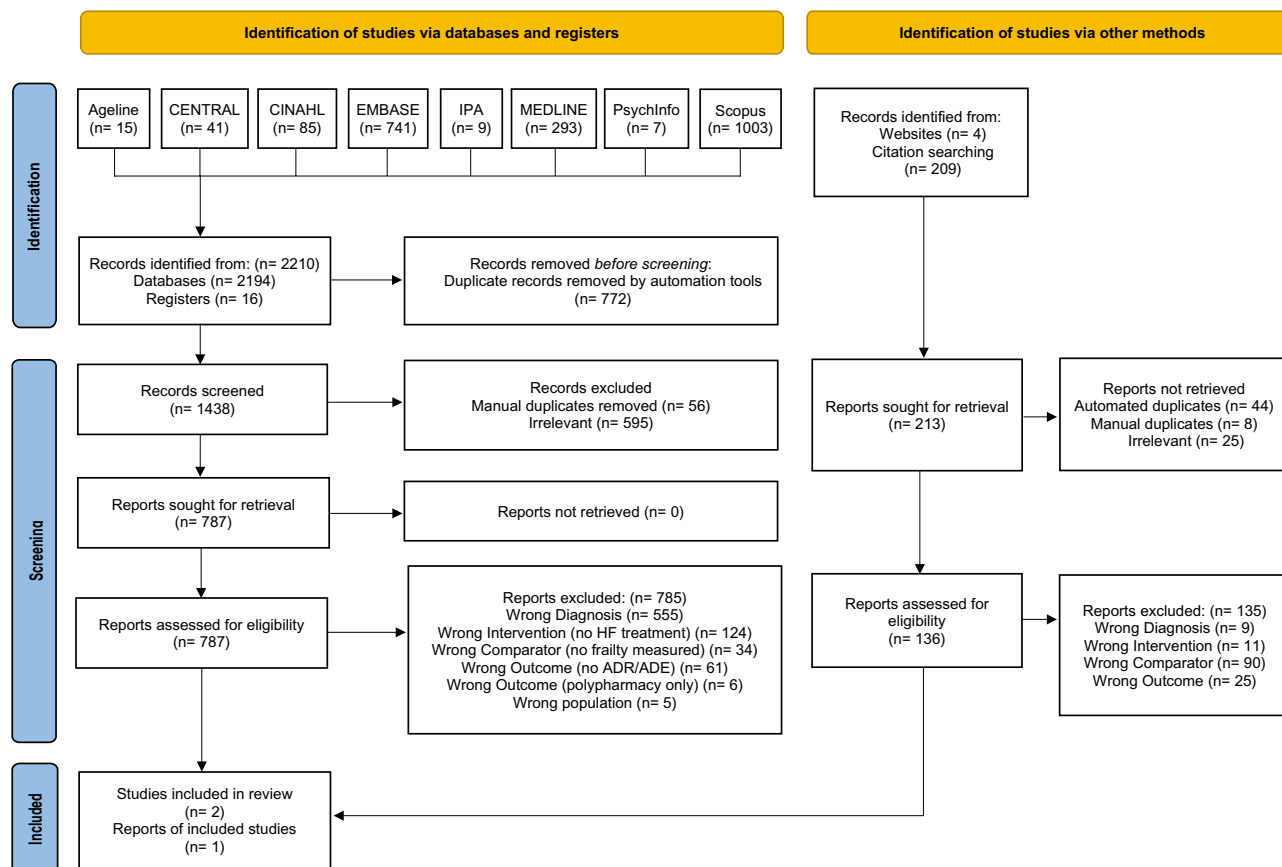 Identification of studies via databases and registers
Identification of studies via other methods
Identification
Ageline
(n= 15)
CENTRAL
(n= 41)
CINAHL
(n= 85)
EMBASE
(n= 741)
IPA
(n= 9)
MEDLINE
(n= 293)
PsychInfo
(n= 7)
Scopus
(n= 1003)
Records identified from:
Websites (n= 4)
Citation searching
(n= 209)
Records identified from: (n= 2210)
Databases (n= 2194)
Registers (n= 16)
Records removed before screening:
Duplicate records removed by automation tools
(n= 772)
Screening
Records screened
(n= 1438)
Records excluded
Manual duplicates removed (n= 56)
Irrelevant (n= 595)
Reports sought for retrieval
(n= 213)
Reports not retrieved
Automated duplicates (n= 44)
Manual duplicates (n= 8)
Irrelevant (n= 25)
Reports sought for retrieval
(n= 787)
Reports not retrieved (n= 0)
Reports assessed for eligibility
(n= 787)
Reports excluded: (n= 785)
Wrong Diagnosis (n= 555)
Wrong Intervention (no HF treatment) (n= 124)
Wrong Comparator (no frailty measured) (n= 34)
Wrong Outcome (no ADR/ADE) (n= 61)
Wrong Outcome (polypharmacy only) (n= 6)
Wrong population (n= 5)
Reports assessed for
eligibility
(n= 136)
Reports excluded: (n= 135)
Wrong Diagnosis (n= 9)
Wrong Intervention (n= 11)
Wrong Comparator (n= 90)
Wrong Outcome (n= 25)
Included
Studies included in review
(n= 2)
Reports of included studies
(n= 1)